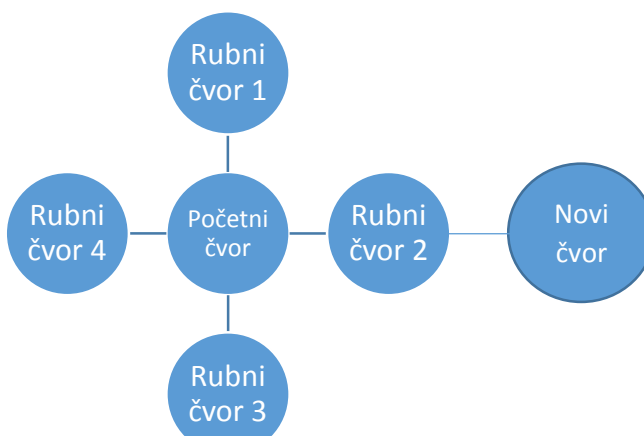 Rubni
čvor 1
Rubni
čvor 4
Početni
čvor
Rubni
čvor 2
Novi
čvor
Rubni
čvor 3